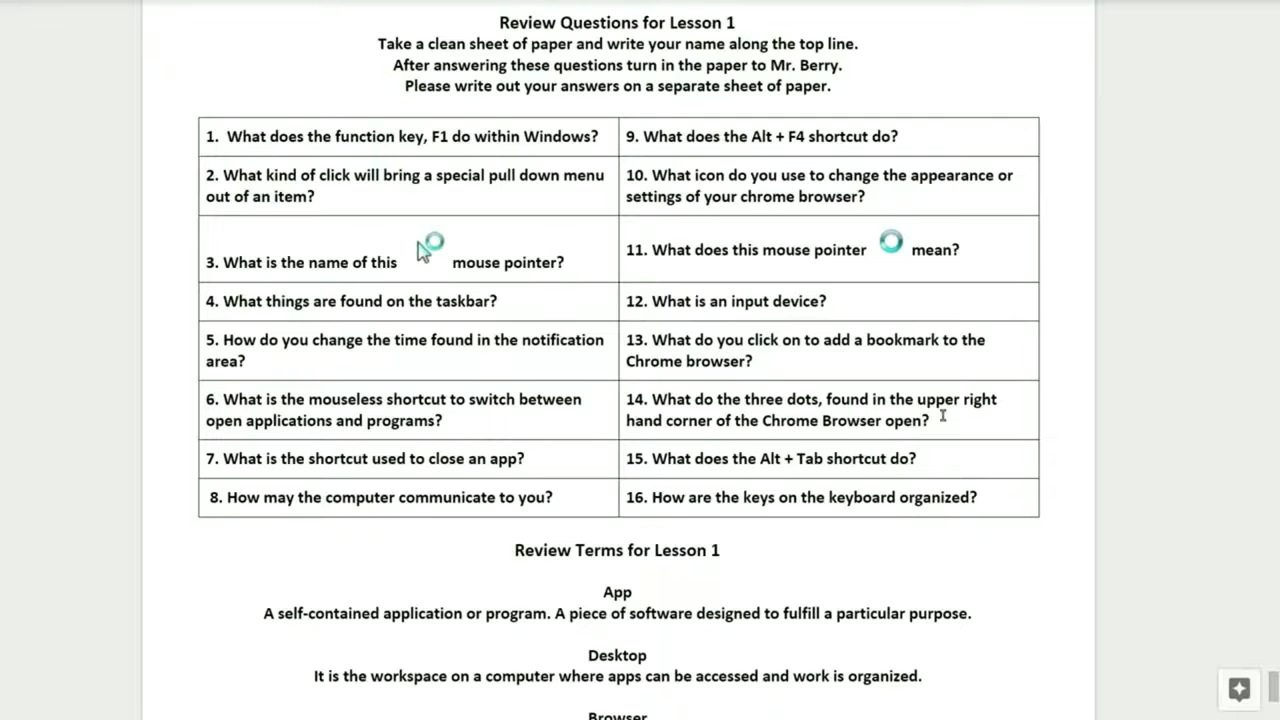 Review Questions for Lesson 1
Take a clean sheet of paper and write your name along the top line.
After answering these questions turn in the paper to Mr. Berry.
Please write out your answers on a separate sheet of paper.
1. What does the function key, F1 do within Windows?
9. What does the Alt + F4 shortcut do?
2. What kind of click will bring a special pull down menu
out of an item?
10. What icon do you use to change the appearance or
settings of your chrome browser?
3. What is the name of this mouse pointer?
11. What does this mouse pointer mean?
4. What things are found on the taskbar?
12. What is an input device?
5. How do you change the time found in the notification
area?
13. What do you click on to add a bookmark to the
Chrome browser?
6. What is the mouseless shortcut to switch between
open applications and programs?
14. What do the three dots, found in the upper right
hand corner of the Chrome Browser open?
7. What is the shortcut used to close an app?
15. What does the Alt + Tab shortcut do?
8. How may the computer communicate to you?
16. How are the keys on the keyboard organized?
Review Terms for Lesson 1
App
A self-contained application or program. A piece of software designed to fulfill a particular purpose.
Desktop
It is the workspace on a computer where apps can be accessed and work is organized.
Browser